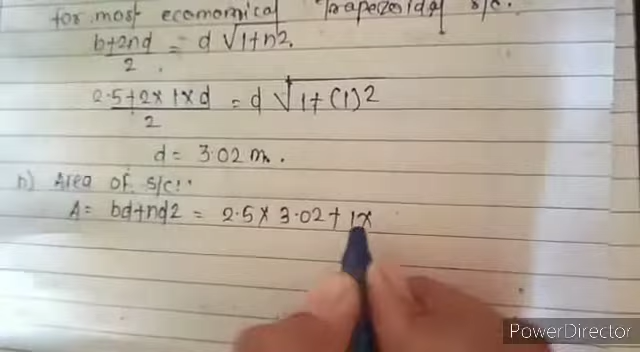 for most economical Trapezoidal s/c.
b+2nd/2 = d √1+n2.
2.5+2×1×d/2 = d √1+(1)2
d = 3.02 m.
n) Area of s/c:
A = bd+nd2 = 2.5 × 3.02 + 1×
PowerDirector